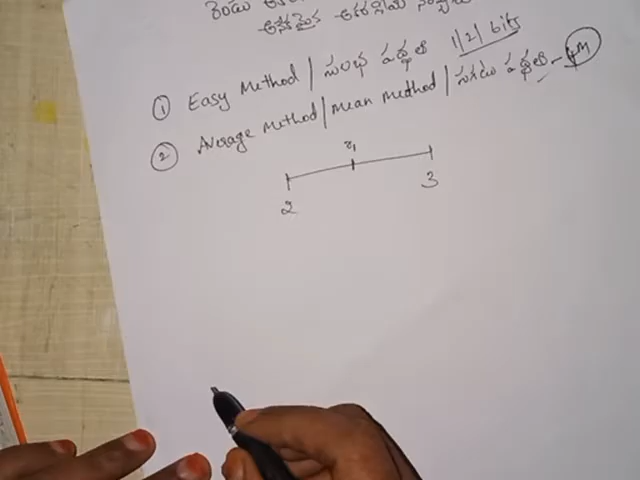 రెండు
① Easy Method / సులభ పద్ధతి 1/2/ bits
② Average Method / Mean Method / సగటు పద్ధతి - 4M
r₁
2 3